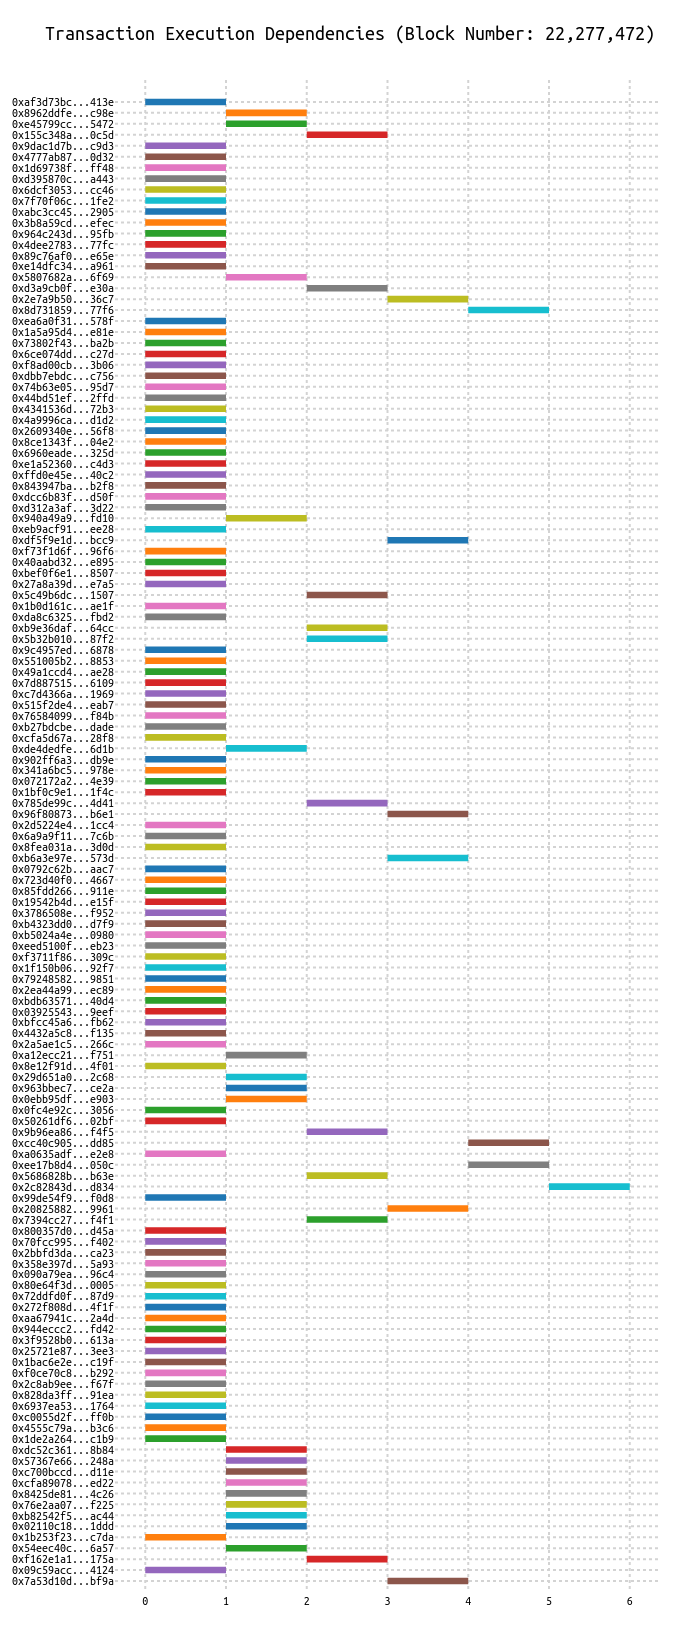 Transaction Execution Dependencies (Block Number: 22,277,472)
0xaf3d73bc...413e
0x8962ddfe...c98e
0xe45799cc...5472
0x155c348a...0c5d
0x9dac1d7b...c9d3
0x4777ab87...0d32
0x1d69738f...ff48
0xd395870c...a443
0x6dcf3053...cc46
0x7f70f06c...1fe2
0xabc3cc45...2905
0x3b8a59cd...efec
0x964c243d...95fb
0x4dee2783...77fc
0x89c76af0...e65e
0xe14dfc34...a961
0x5807682a...6f69
0xd3a9cb0f...e30a
0x2e7a9b50...36c7
0x8d731859...77f6
0xea6a0f31...578f
0x1a5a95d4...e81e
0x73802f43...ba2b
0x6ce074dd...c27d
0xf8ad00cb...3b06
0xdbb7ebdc...c756
0x74b63e05...95d7
0x44bd51ef...2ffd
0x4341536d...72b3
0x4a9996ca...d1d2
0x2609340e...56f8
0x8ce1343f...04e2
0x6960eade...325d
0xe1a52360...c4d3
0xffd0e45e...40c2
0x843947ba...b2f8
0xdcc6b83f...d50f
0xd312a3af...3d22
0x940a49a9...fd10
0xeb9acf91...ee28
0xdf5f9e1d...bcc9
0xf73f1d6f...96f6
0x40aabd32...e895
0xbef0f6e1...8507
0x27a8a39d...e7a5
0x5c49b6dc...1507
0x1b0d161c...ae1f
0xda8c6325...fbd2
0xb9e36daf...64cc
0x5b32b010...87f2
0x9c4957ed...6878
0x551005b2...8853
0x49a1ccd4...ae28
0x7d887515...6109
0xc7d4366a...1969
0x515f2de4...eab7
0x76584099...f84b
0xb27bdcbe...dade
0xcfa5d67a...28f8
0xde4dedfe...6d1b
0x902ff6a3...db9e
0x341a6bc5...978e
0x072172a2...4e39
0x1bf0c9e1...1f4c
0x785de99c...4d41
0x96f80873...b6e1
0x2d5224e4...1cc4
0x6a9a9f11...7c6b
0x8fea031a...3d0d
0xb6a3e97e...573d
0x0792c62b...aac7
0x723d40f0...4667
0x85fdd266...911e
0x19542b4d...e15f
0x3786508e...f952
0xb4323dd0...d7f9
0xb5024a4e...0980
0xeed5100f...eb23
0xf3711f86...309c
0x1f150b06...92f7
0x79248582...9851
0x2ea44a99...ec89
0xbdb63571...40d4
0x03925543...9eef
0xbfcc45a6...fb62
0x4432a5c8...f135
0x2a5ae1c5...266c
0xa12ecc21...f751
0x8e12f91d...4f01
0x29d651a0...2c68
0x963bbec7...ce2a
0x0ebb95df...e903
0x0fc4e92c...3056
0x50261df6...02bf
0x9b96ea86...f4f5
0xcc40c905...dd85
0xa0635adf...e2e8
0xee17b8d4...050c
0x5686828b...b63e
0x2c82843d...d834
0x99de54f9...f0d8
0x20825882...9961
0x7394cc27...f4f1
0x800357d0...d45a
0x70fcc995...f402
0x2bbfd3da...ca23
0x358e397d...5a93
0x090a79ea...96c4
0x80e64f3d...0005
0x72ddfd0f...87d9
0x272f808d...4f1f
0xaa67941c...2a4d
0x944eccc2...fd42
0x3f9528b0...613a
0x25721e87...3ee3
0x1bac6e2e...c19f
0xf0ce70c8...b292
0x2c8ab9ee...f67f
0x828da3ff...91ea
0x6937ea53...1764
0xc0055d2f...ff0b
0x4555c79a...b3c6
0x1de2a264...c1b9
0xdc52c361...8b84
0x57367e66...248a
0xc700bccd...d11e
0xcfa89078...ed22
0x8425de81...4c26
0x76e2aa07...f225
0xb82542f5...ac44
0x02110c18...1ddd
0x1b253f23...c7da
0x54eec40c...6a57
0xf162e1a1...175a
0x09c59acc...4124
0x7a53d10d...bf9a
0 1 2 3 4 5 6